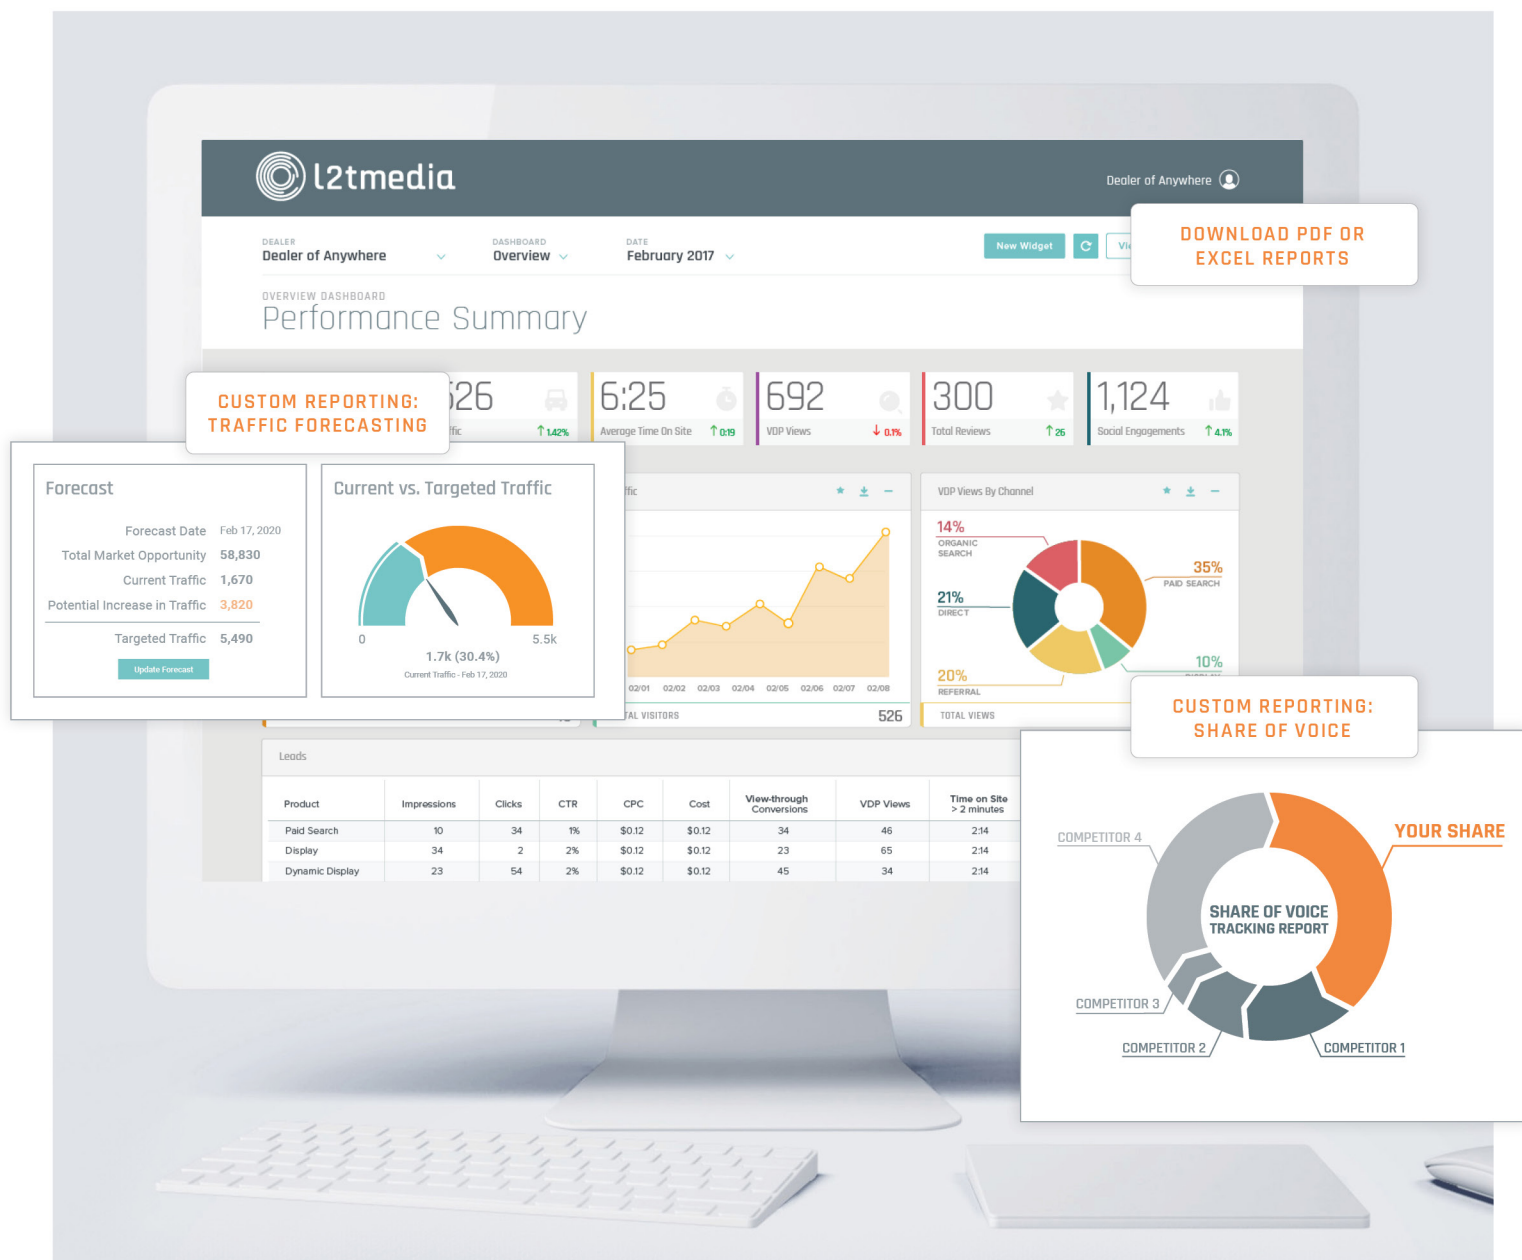 l2tmedia
Dealer of Anywhere
DEALER
Dealer of Anywhere
DASHBOARD
Overview
DATE
February 2017
New Widget
DOWNLOAD PDF OR
EXCEL REPORTS
OVERVIEW DASHBOARD
Performance Summary
CUSTOM REPORTING:
TRAFFIC FORECASTING
526
1.42%
6:25
Average Time On Site
0:19
692
VDP Views
0.1%
300
Total Reviews
26
1,124
Social Engagements
4.1%
Forecast
Forecast Date Feb 17, 2020
Total Market Opportunity 58,830
Current Traffic 1,670
Potential Increase in Traffic 3,820
Targeted Traffic 5,490
Update Forecast
Current vs. Targeted Traffic
0
5.5k
1.7k (30.4%)
Current Traffic - Feb 17, 2020
02/01 02/02 02/03 02/04 02/05 02/06 02/07 02/08
VISITORS
526
VDP Views By Channel
14%
ORGANIC
SEARCH
35%
PAID SEARCH
21%
DIRECT
20%
REFERRAL
10%
TOTAL VIEWS
CUSTOM REPORTING:
SHARE OF VOICE
Leads
Product Impressions Clicks CTR CPC Cost View-through Conversions VDP Views Time on Site > 2 minutes
Paid Search 10 34 1% $0.12 $0.12 34 46 2:14
Display 34 2 2% $0.12 $0.12 23 65 2:14
Dynamic Display 23 54 2% $0.12 $0.12 45 34 2:14
COMPETITOR 4
YOUR SHARE
SHARE OF VOICE
TRACKING REPORT
COMPETITOR 3
COMPETITOR 2
COMPETITOR 1